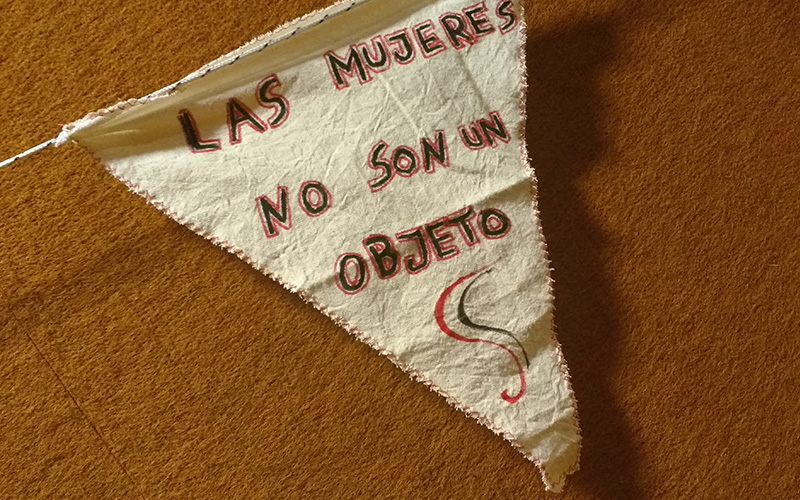 LAS MUJERES
NO SON UN
OBJETO